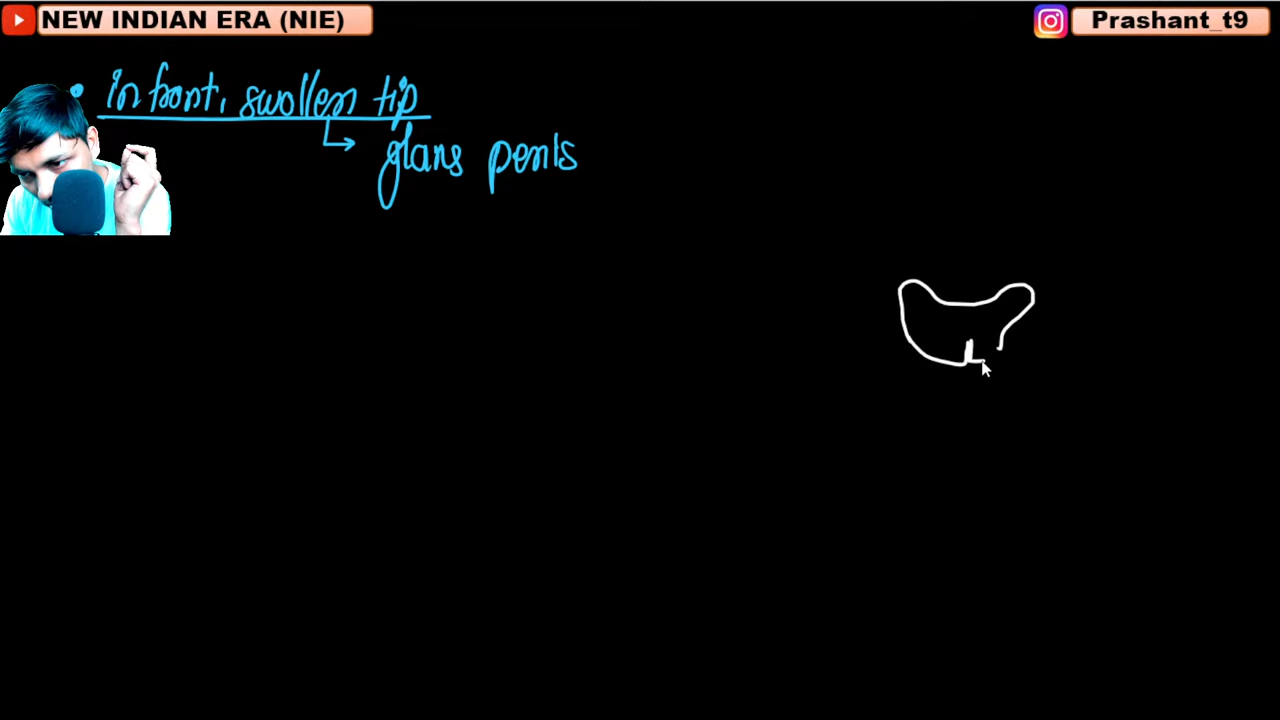 NEW INDIAN ERA (NIE)
Prashant_t9
• In front, swollen tip
glans penis